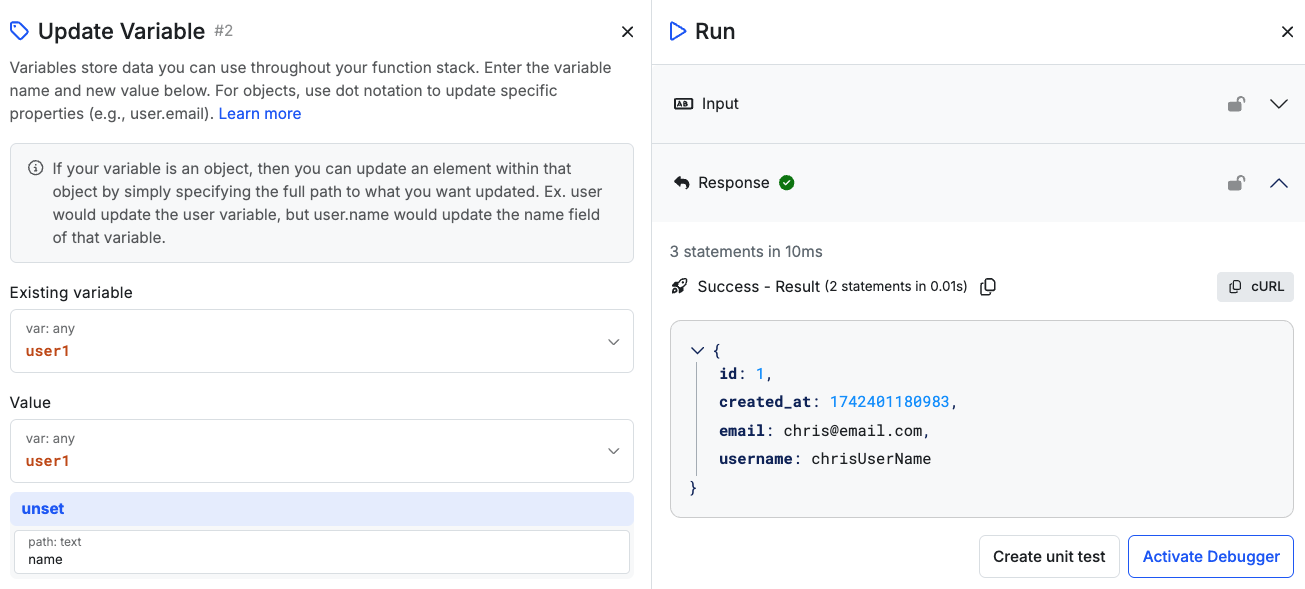 Update Variable #2
Variables store data you can use throughout your function stack. Enter the variable
name and new value below. For objects, use dot notation to update specific
properties (e.g., user.email). Learn more
If your variable is an object, then you can update an element within that
object by simply specifying the full path to what you want updated. Ex. user
would update the user variable, but user.name would update the name field
of that variable.
Existing variable
var: any
user1
Value
var: any
user1
unset
path: text
name
Run
Input
Response
3 statements in 10ms
Success - Result (2 statements in 0.01s)
cURL
{
id: 1,
created_at: 1742401180983,
email: chris@email.com,
username: chrisUserName
}
Create unit test
Activate Debugger